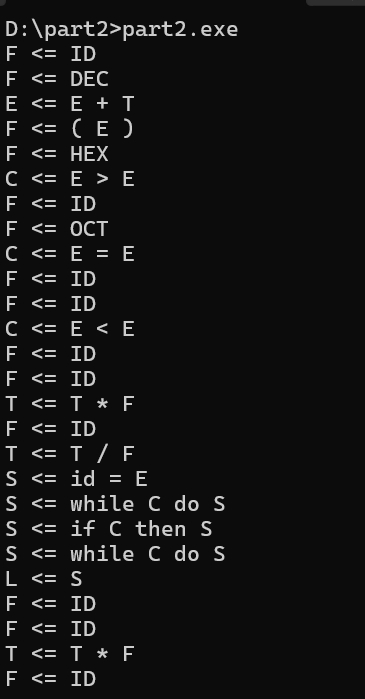 D:\part2>part2.exe
F <= ID
F <= DEC
E <= E + T
F <= ( E )
F <= HEX
C <= E > E
F <= ID
F <= OCT
C <= E = E
F <= ID
F <= ID
C <= E < E
F <= ID
F <= ID
T <= T * F
F <= ID
T <= T / F
S <= id = E
S <= while C do S
S <= if C then S
S <= while C do S
L <= S
F <= ID
F <= ID
T <= T * F
F <= ID